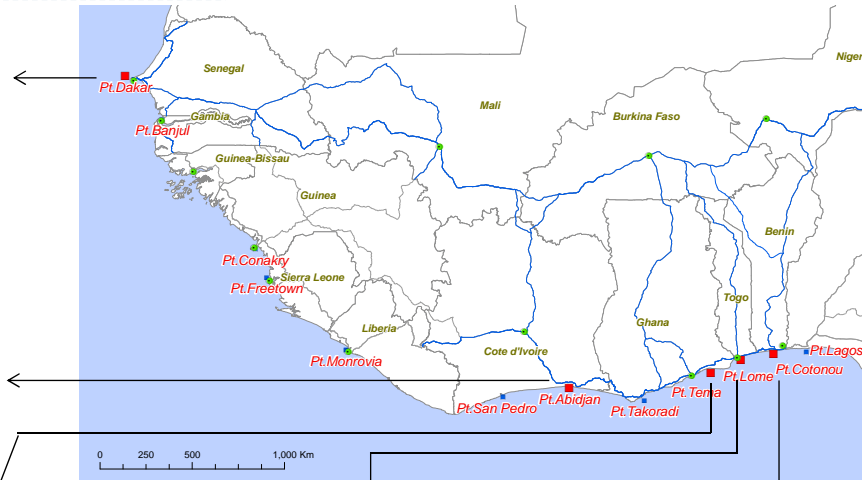 Niger
Senegal
Pt.Dakar
Mali
Gambia
Burkina Faso
Pt.Banjul
Guinea-Bissau
Guinea
Benin
Pt.Conakry
Sierra Leone
Pt.Freetown
Togo
Ghana
Liberia
Cote d'Ivoire
Pt.Lagos
Pt.Monrovia
Pt.Cotonou
Pt.Lome
Pt.Tema
Pt.Abidjan
Pt.San Pedro
Pt.Takoradi
0 250 500 1,000 Km